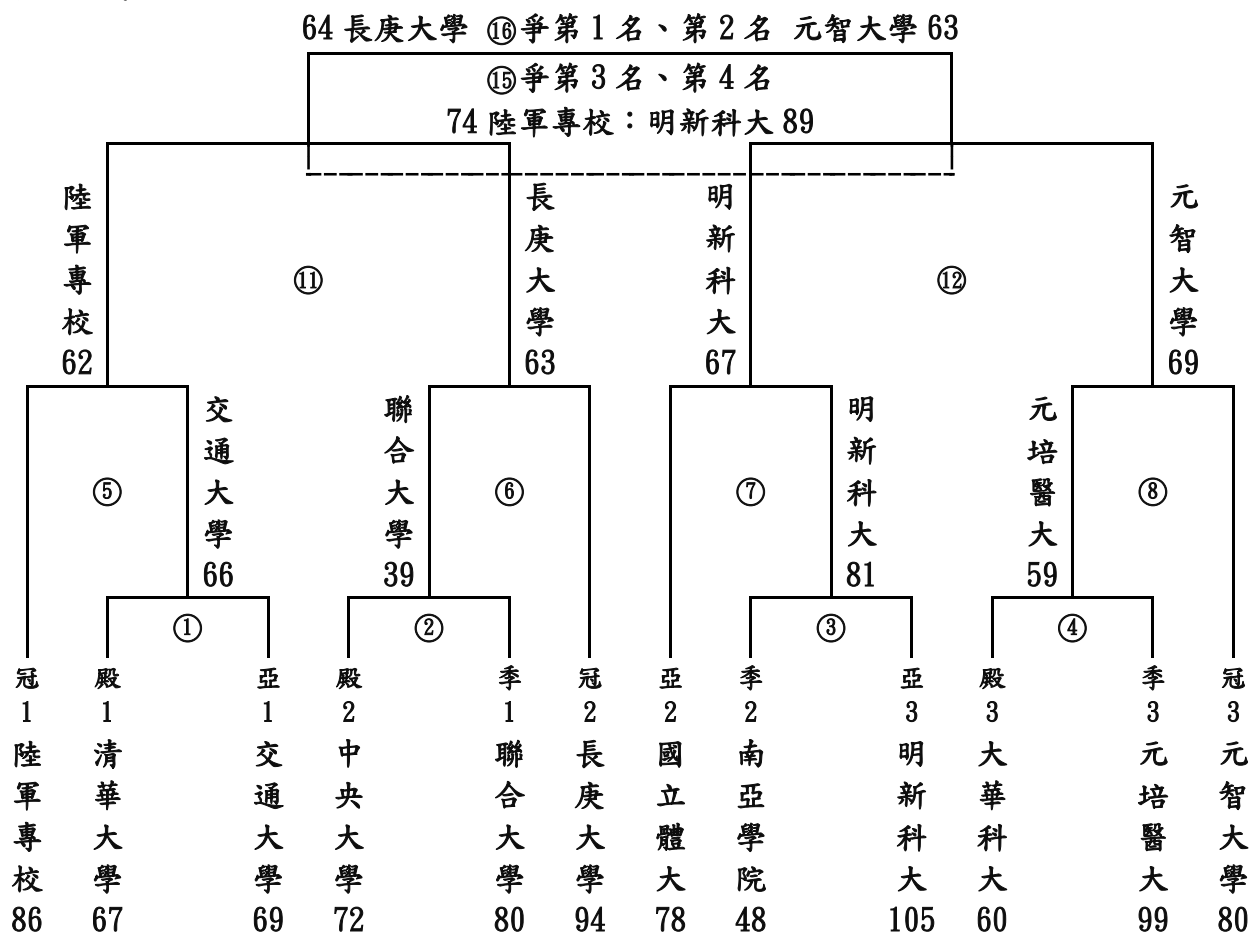 64 長庚大學 ⑯爭第 1 名、第 2 名 元智大學 63
⑮爭第 3 名、第 4 名
74 陸軍專校：明新科大 89
陸軍專校 62
長庚大學 63
明新科大 67
元智大學 69
⑪
⑫
交通大學 66
聯合大學 39
明新科大 81
元培醫大 59
⑤
⑥
⑦
⑧
①
②
③
④
冠1陸軍專校 86
殿1清華大學 67
亞1交通大學 69
殿2中央大學 72
季1聯合大學 80
冠2長庚大學 94
亞2國立體大 78
季2南亞學院 48
亞3明新科大 105
殿3大華科大 60
季3元培醫大 99
冠3元智大學 80